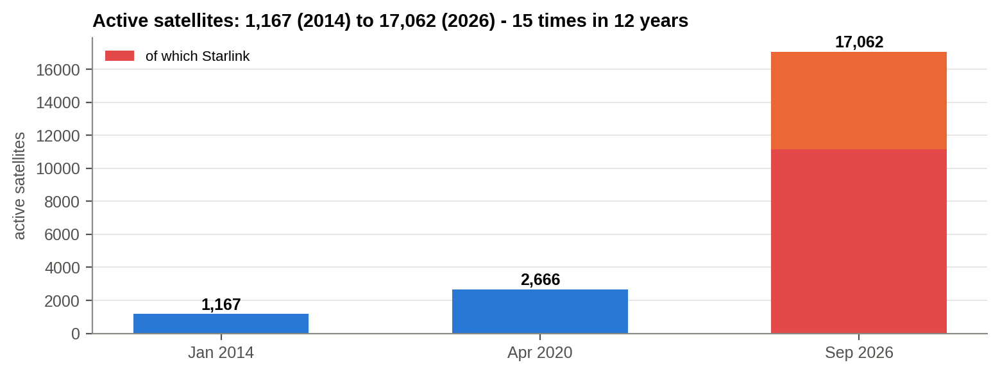 Active satellites: 1,167 (2014) to 17,062 (2026) - 15 times in 12 years
of which Starlink
17,062
16000
14000
12000
10000
8000
6000
4000
2000
0
active satellites
2,666
1,167
Jan 2014
Apr 2020
Sep 2026